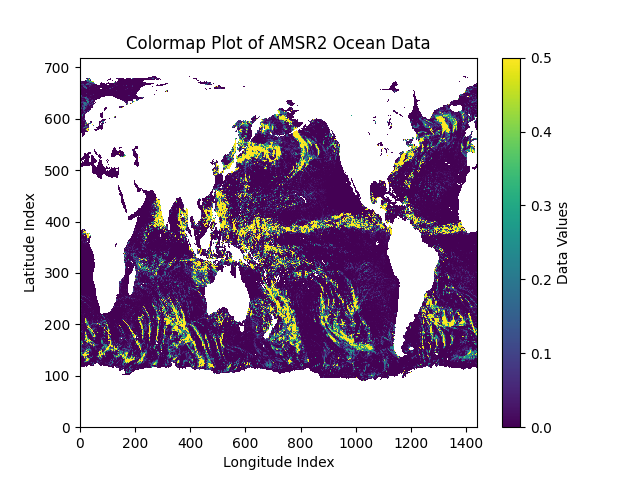 Colormap Plot of AMSR2 Ocean Data
700
600
500
400
300
200
100
0
Latitude Index
0 200 400 600 800 1000 1200 1400
Longitude Index
0.5
0.4
0.3
0.2
0.1
0.0
Data Values